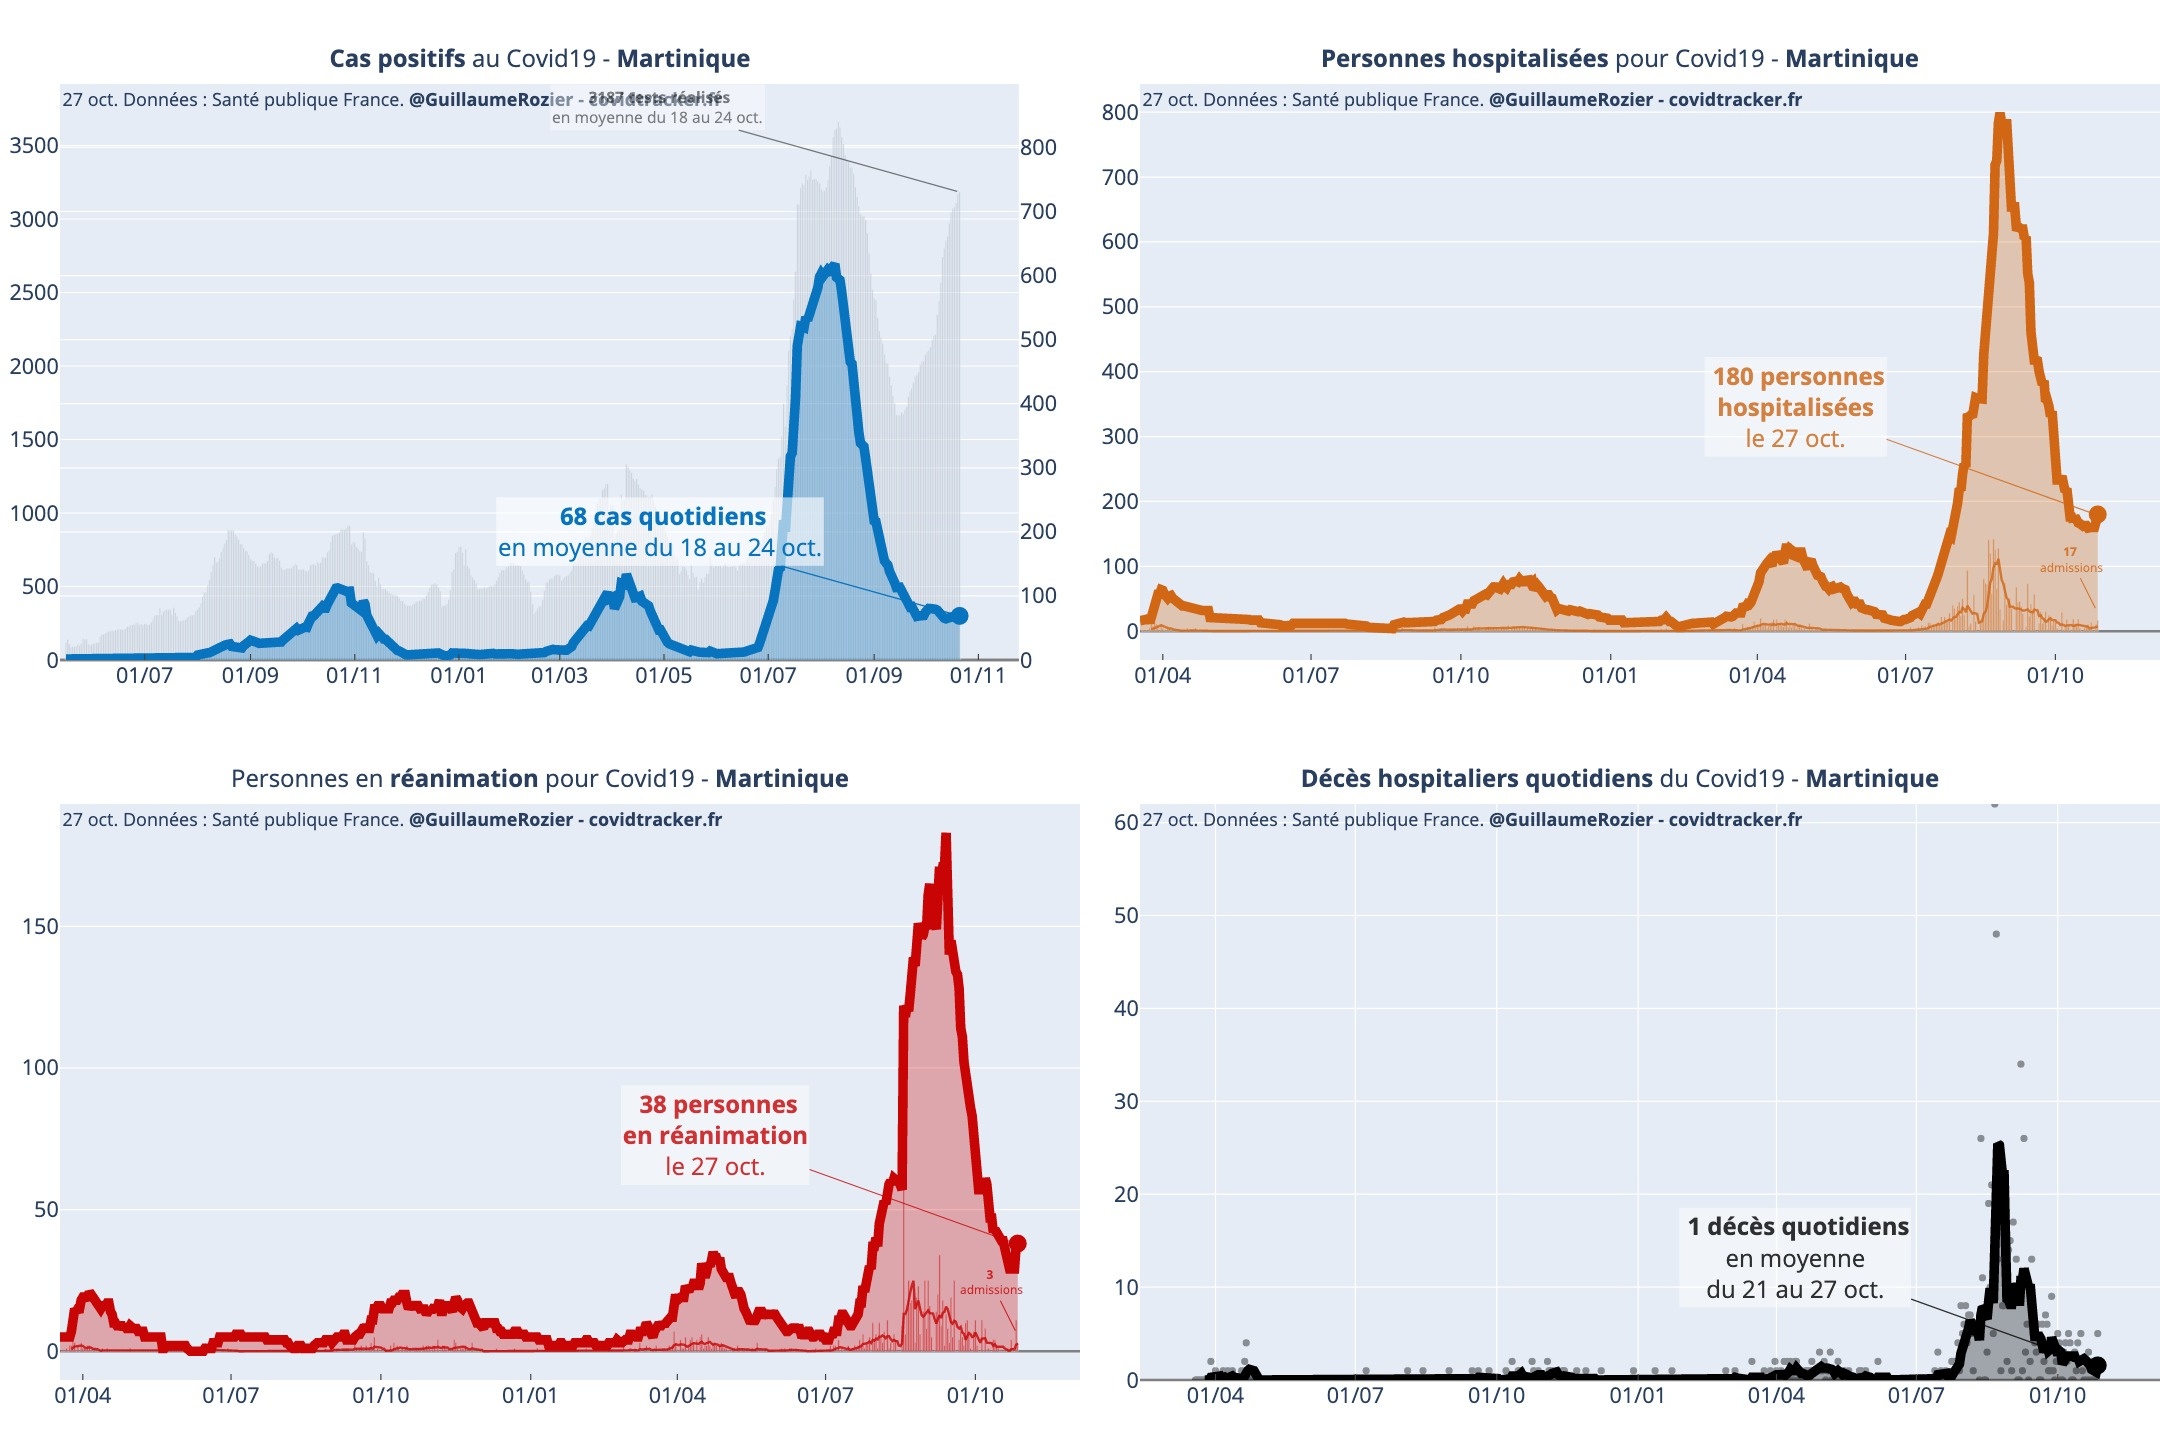 Cas positifs au Covid19 - Martinique
27 oct. Données : Santé publique France. @GuillaumeRozier - covidtracker.fr
3187 tests réalisés
en moyenne du 18 au 24 oct.
3500
3000
2500
2000
1500
1000
500
0
800
700
600
500
400
300
200
100
0
68 cas quotidiens
en moyenne du 18 au 24 oct.
01/07 01/09 01/11 01/01 01/03 01/05 01/07 01/09 01/11
Personnes hospitalisées pour Covid19 - Martinique
27 oct. Données : Santé publique France. @GuillaumeRozier - covidtracker.fr
800
700
600
500
400
300
200
100
0
180 personnes
hospitalisées
le 27 oct.
17
admissions
01/04 01/07 01/10 01/01 01/04 01/07 01/10
Personnes en réanimation pour Covid19 - Martinique
27 oct. Données : Santé publique France. @GuillaumeRozier - covidtracker.fr
150
100
50
0
38 personnes
en réanimation
le 27 oct.
3
admissions
01/04 01/07 01/10 01/01 01/04 01/07 01/10
Décès hospitaliers quotidiens du Covid19 - Martinique
27 oct. Données : Santé publique France. @GuillaumeRozier - covidtracker.fr
60
50
40
30
20
10
0
1 décès quotidiens
en moyenne
du 21 au 27 oct.
01/04 01/07 01/10 01/01 01/04 01/07 01/10